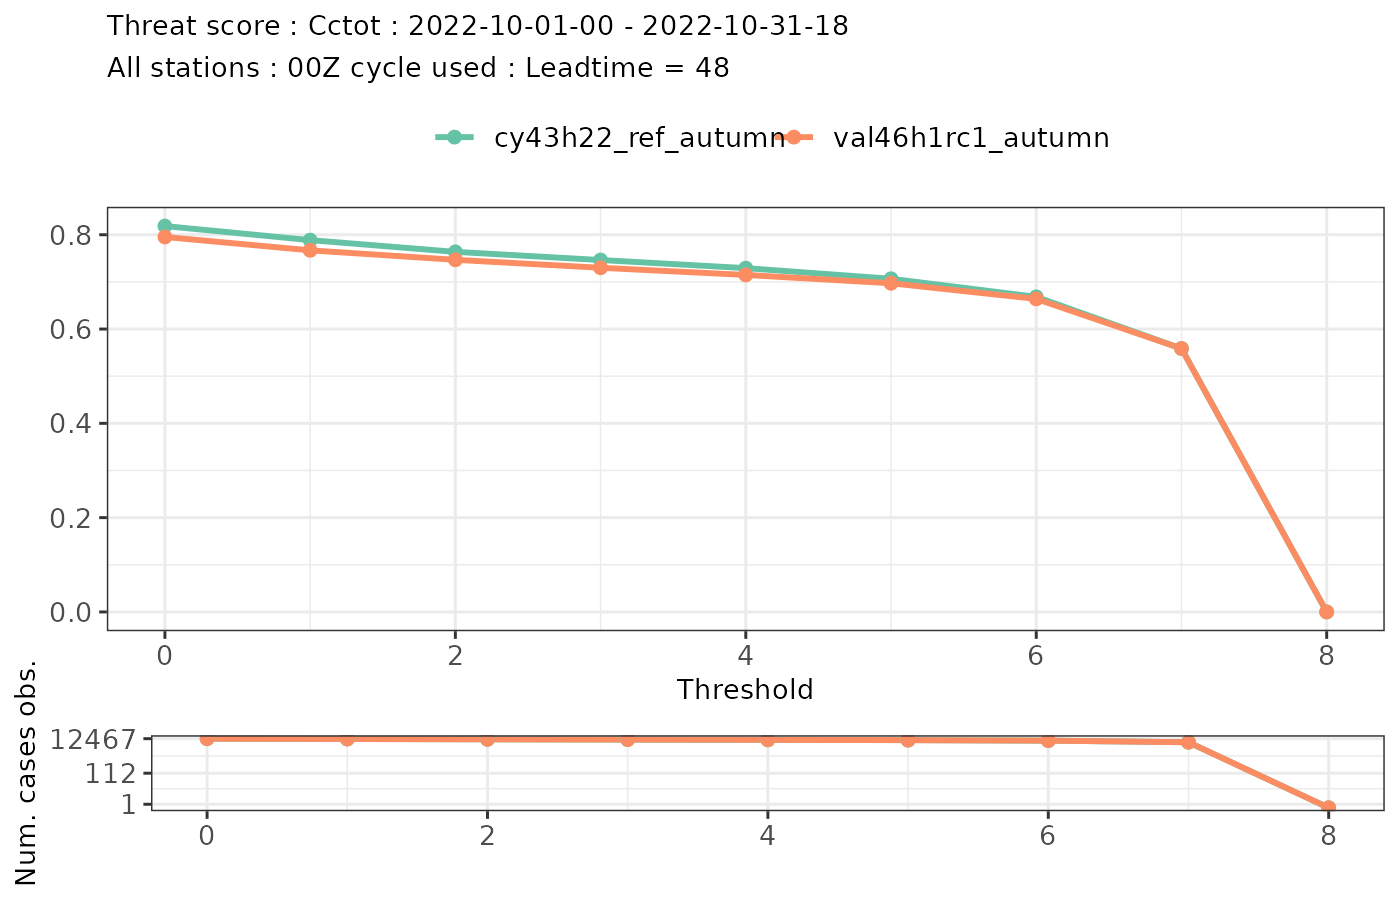 Threat score : Cctot : 2022-10-01-00 - 2022-10-31-18
All stations : 00Z cycle used : Leadtime = 48
cy43h22_ref_autumn val46h1rc1_autumn
0.8
0.6
0.4
0.2
0.0
0 2 4 6 8
Threshold
Num. cases obs.
12467
112
1
0 2 4 6 8